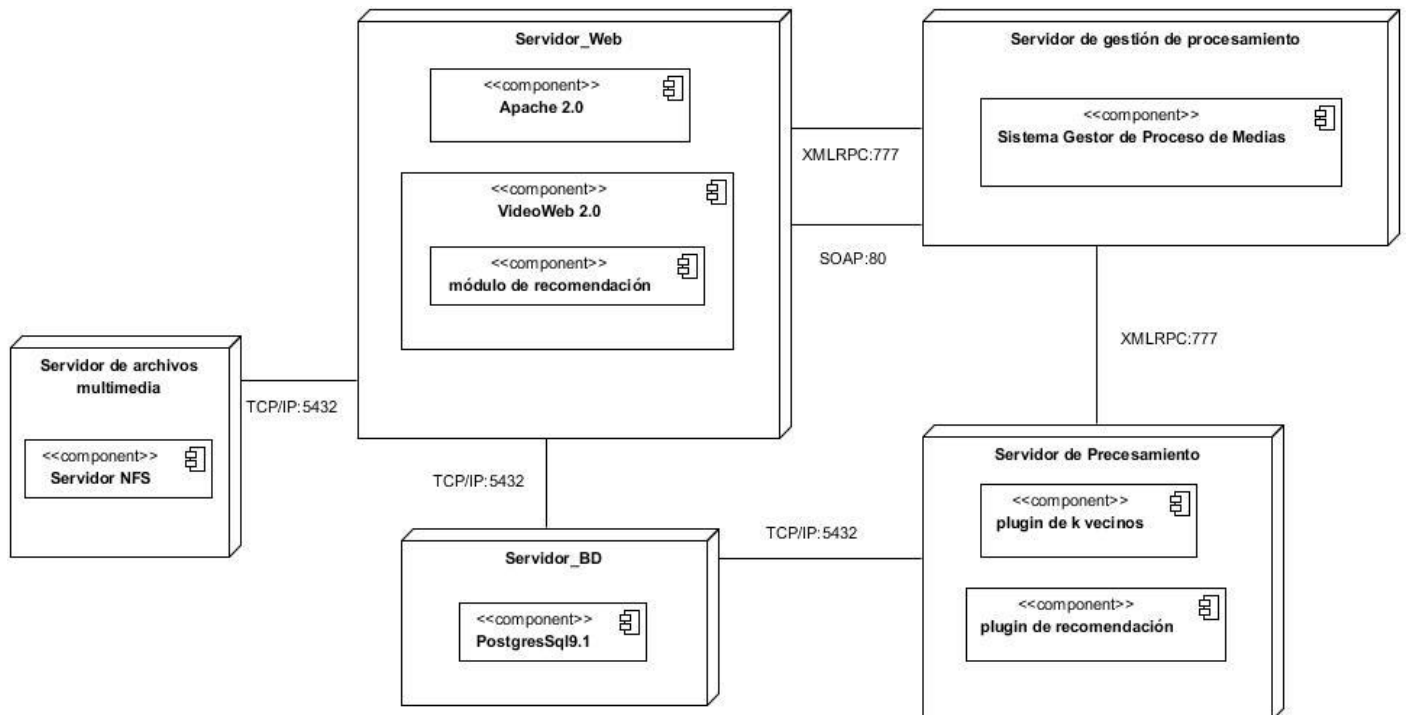 Servidor_Web
<<component>>
Apache 2.0
<<component>>
VideoWeb 2.0
<<component>>
módulo de recomendación
Servidor de gestión de procesamiento
<<component>>
Sistema Gestor de Proceso de Medias
XMLRPC:777
SOAP:80
XMLRPC:777
Servidor de archivos
multimedia
<<component>>
Servidor NFS
TCP/IP:5432
TCP/IP:5432
Servidor_BD
<<component>>
PostgresSql9.1
TCP/IP:5432
Servidor de Precesamiento
<<component>>
plugin de k vecinos
<<component>>
plugin de recomendación